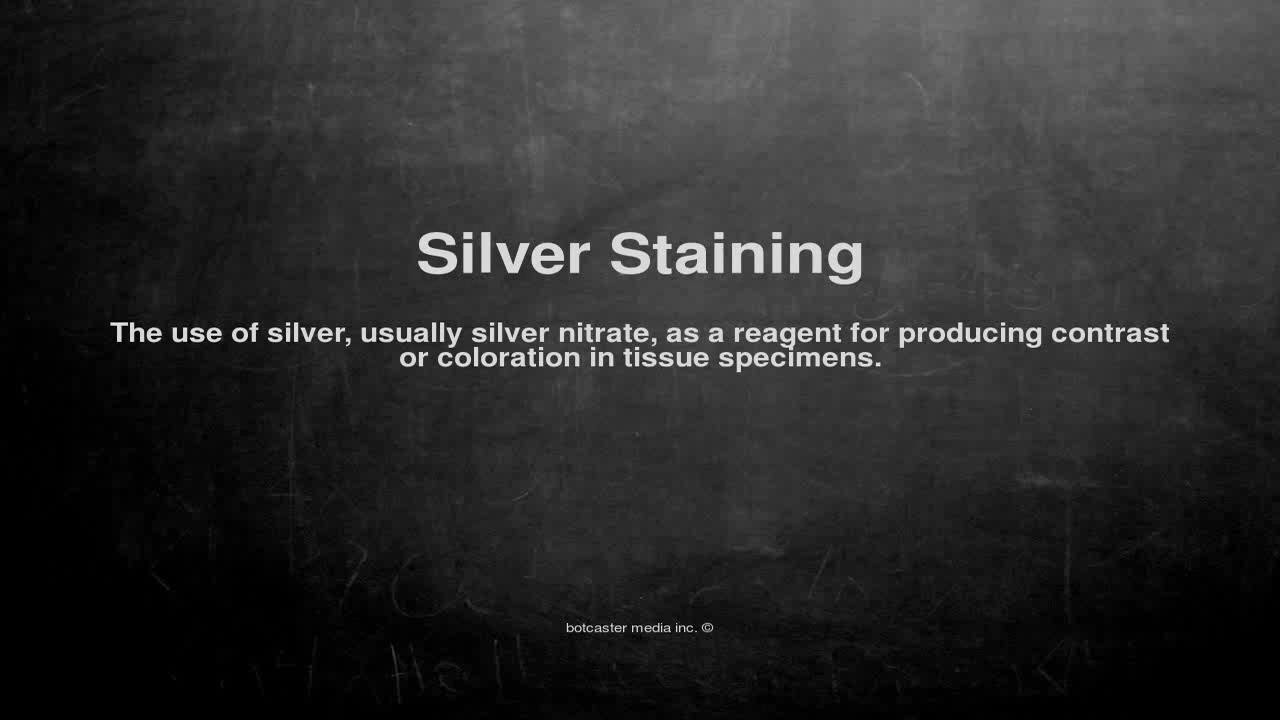 Silver Staining
The use of silver, usually silver nitrate, as a reagent for producing contrast
or coloration in tissue specimens.
botcaster media inc. ©